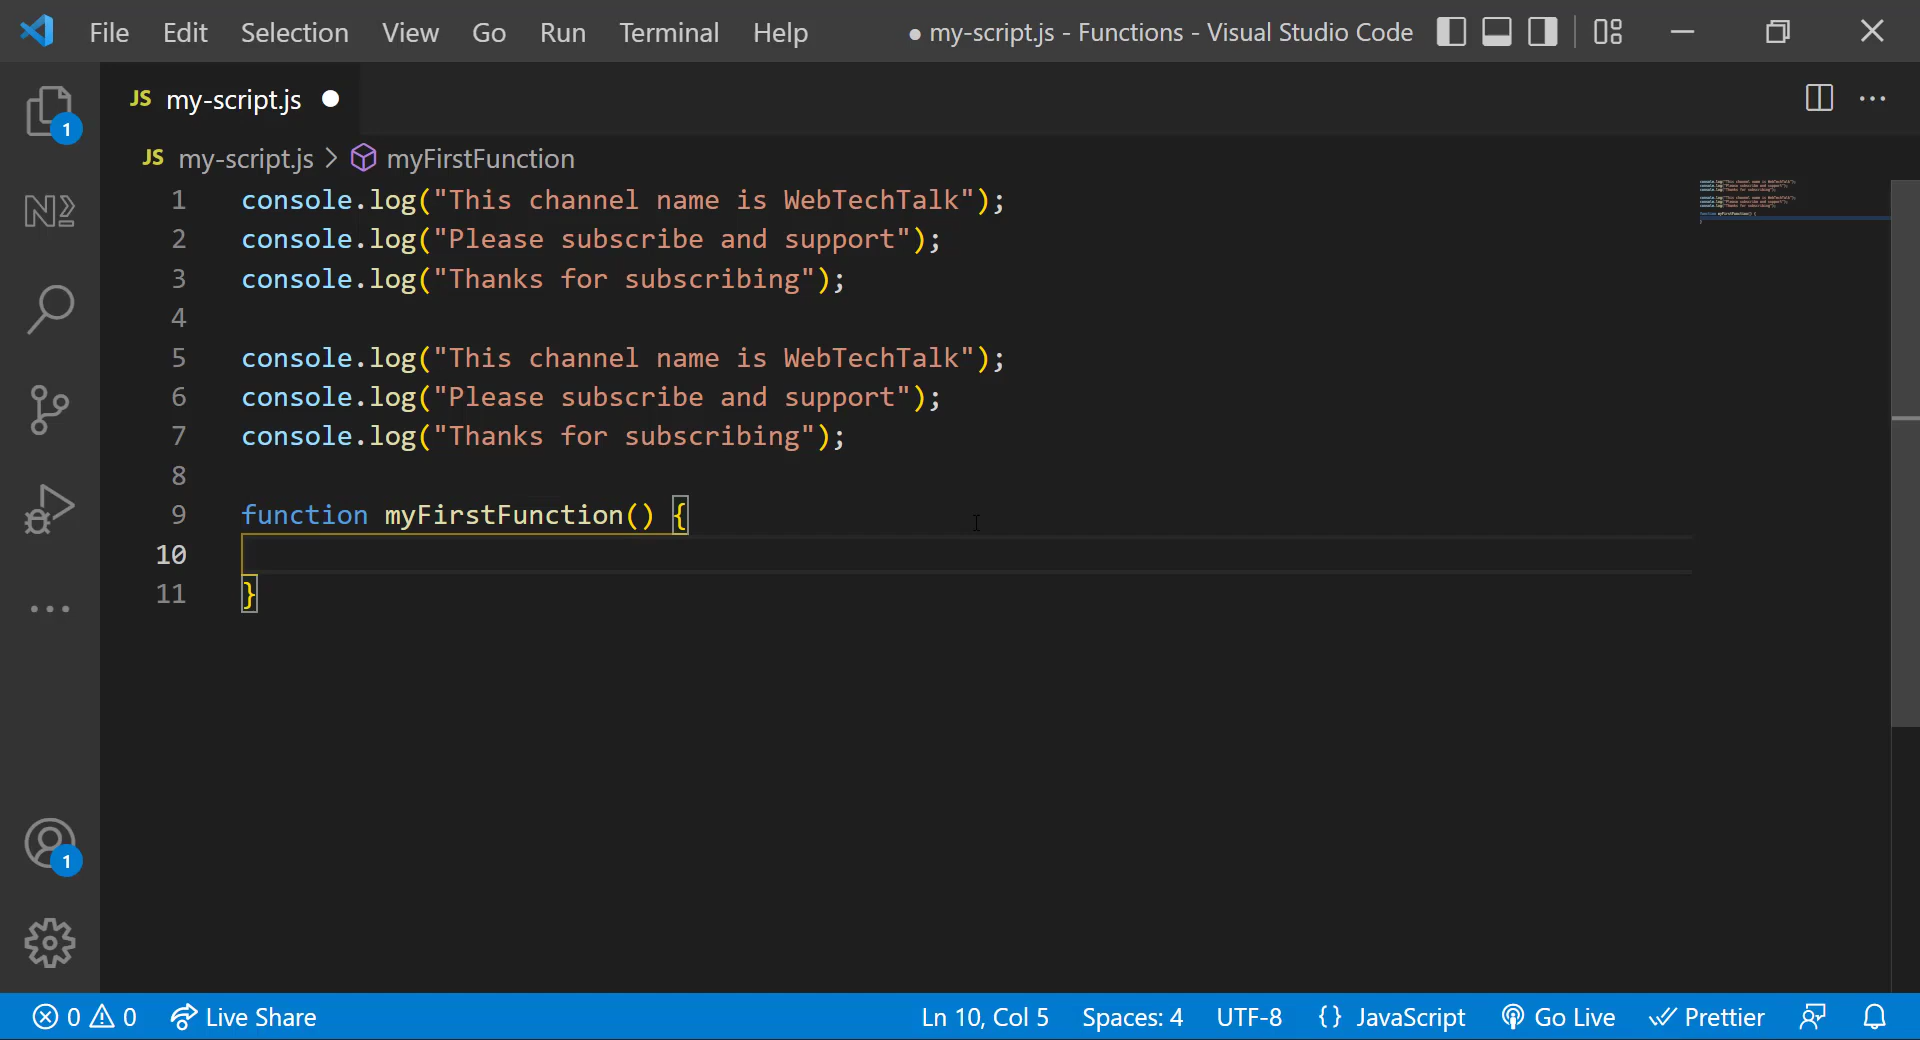 File Edit Selection View Go Run Terminal Help ● my-script.js - Functions - Visual Studio Code
JS my-script.js ●
JS my-script.js > myFirstFunction
1 console.log("This channel name is WebTechTalk");
2 console.log("Please subscribe and support");
3 console.log("Thanks for subscribing");
4
5 console.log("This channel name is WebTechTalk");
6 console.log("Please subscribe and support");
7 console.log("Thanks for subscribing");
8
9 function myFirstFunction() {
10
11 }
1
1
0 0 Live Share Ln 10, Col 5 Spaces: 4 UTF-8 {} JavaScript Go Live Prettier